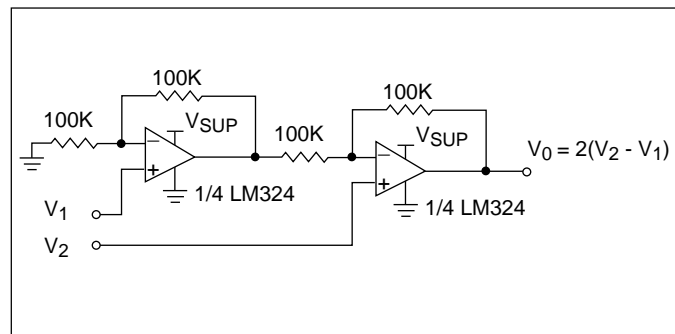 100K
100K
100K
V_SUP
100K
V_SUP
V_0 = 2(V_2 - V_1)
−
+
−
+
1/4 LM324
1/4 LM324
V_1
V_2